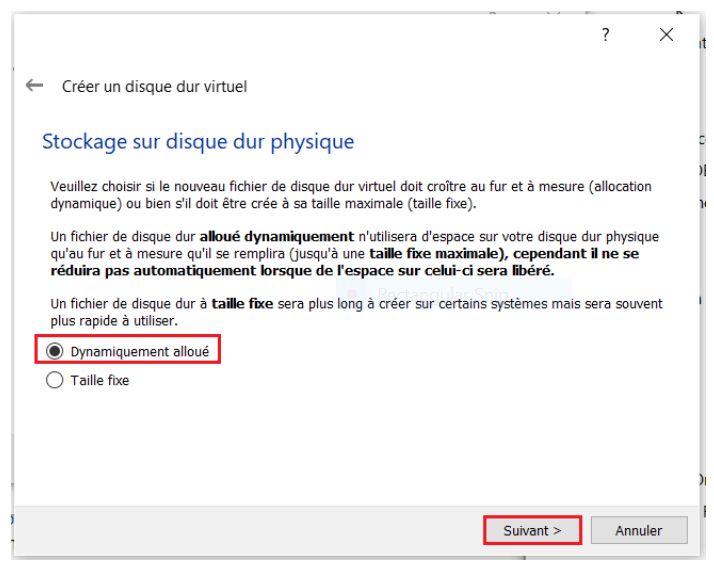 ?
Créer un disque dur virtuel
Stockage sur disque dur physique
Veuillez choisir si le nouveau fichier de disque dur virtuel doit croître au fur et à mesure (allocation
dynamique) ou bien s'il doit être crée à sa taille maximale (taille fixe).
Un fichier de disque dur alloué dynamiquement n'utilisera d'espace sur votre disque dur physique
qu'au fur et à mesure qu'il se remplira (jusqu'à une taille fixe maximale), cependant il ne se
réduira pas automatiquement lorsque de l'espace sur celui-ci sera libéré.
Rectangular Snip
Un fichier de disque dur à taille fixe sera plus long à créer sur certains systèmes mais sera souvent
plus rapide à utiliser.
Dynamiquement alloué
Taille fixe
Suivant >
Annuler